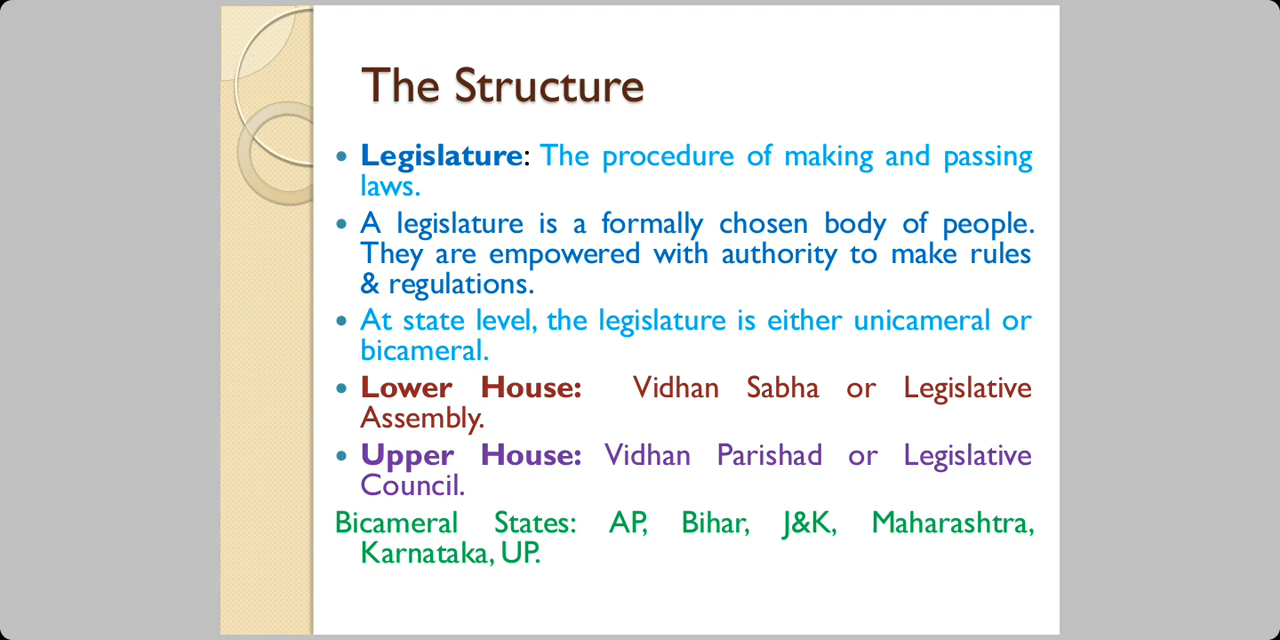 The Structure
• Legislature: The procedure of making and passing
laws.
• A legislature is a formally chosen body of people.
They are empowered with authority to make rules
& regulations.
• At state level, the legislature is either unicameral or
bicameral.
• Lower House: Vidhan Sabha or Legislative
Assembly.
• Upper House: Vidhan Parishad or Legislative
Council.
Bicameral States: AP, Bihar, J&K, Maharashtra,
Karnataka, UP.